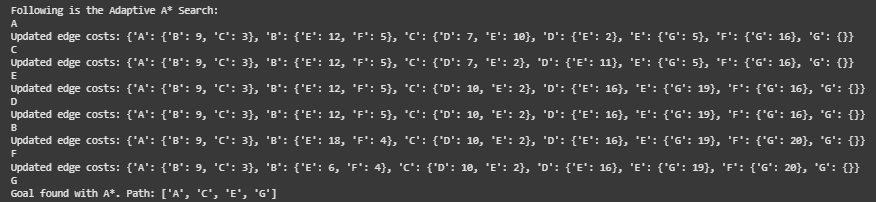 Following is the Adaptive A* Search:
A
Updated edge costs: {'A': {'B': 9, 'C': 3}, 'B': {'E': 12, 'F': 5}, 'C': {'D': 7, 'E': 10}, 'D': {'E': 2}, 'E': {'G': 5}, 'F': {'G': 16}, 'G': {}}
C
Updated edge costs: {'A': {'B': 9, 'C': 3}, 'B': {'E': 12, 'F': 5}, 'C': {'D': 7, 'E': 2}, 'D': {'E': 11}, 'E': {'G': 5}, 'F': {'G': 16}, 'G': {}}
E
Updated edge costs: {'A': {'B': 9, 'C': 3}, 'B': {'E': 12, 'F': 5}, 'C': {'D': 10, 'E': 2}, 'D': {'E': 16}, 'E': {'G': 19}, 'F': {'G': 16}, 'G': {}}
D
Updated edge costs: {'A': {'B': 9, 'C': 3}, 'B': {'E': 12, 'F': 5}, 'C': {'D': 10, 'E': 2}, 'D': {'E': 16}, 'E': {'G': 19}, 'F': {'G': 16}, 'G': {}}
B
Updated edge costs: {'A': {'B': 9, 'C': 3}, 'B': {'E': 18, 'F': 4}, 'C': {'D': 10, 'E': 2}, 'D': {'E': 16}, 'E': {'G': 19}, 'F': {'G': 20}, 'G': {}}
F
Updated edge costs: {'A': {'B': 9, 'C': 3}, 'B': {'E': 6, 'F': 4}, 'C': {'D': 10, 'E': 2}, 'D': {'E': 16}, 'E': {'G': 19}, 'F': {'G': 20}, 'G': {}}
G
Goal found with A*. Path: ['A', 'C', 'E', 'G']